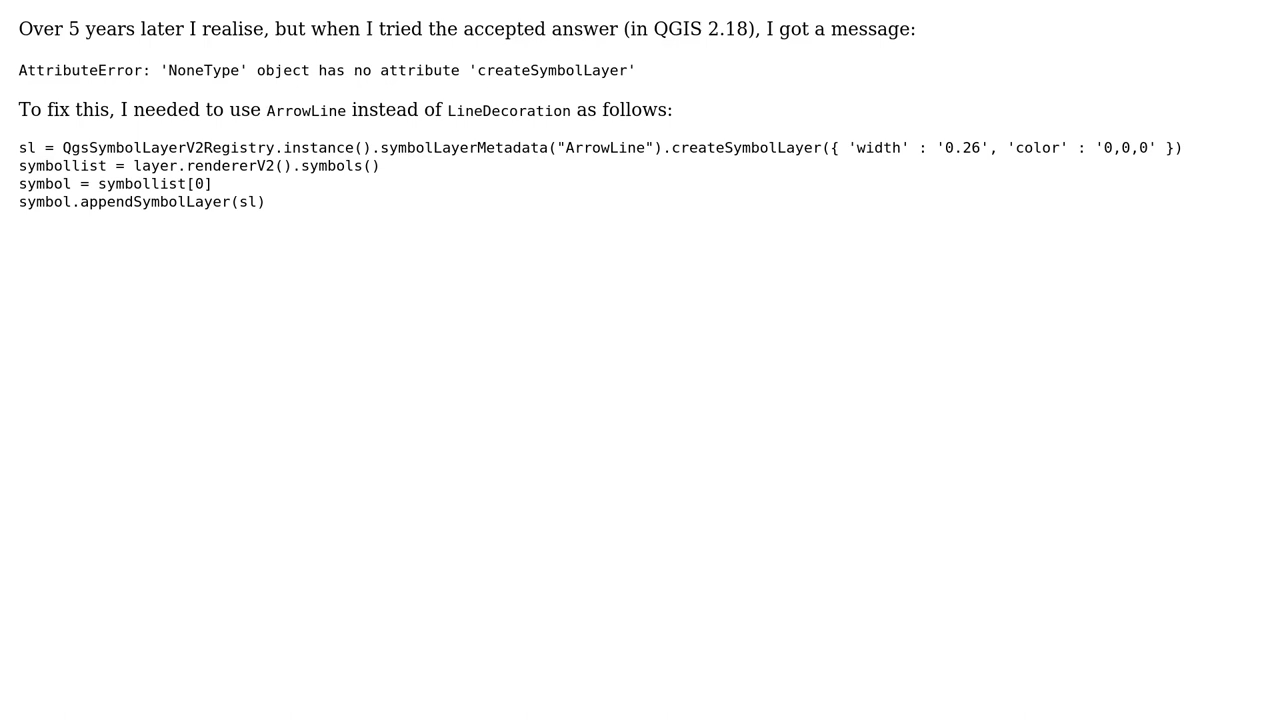 Over 5 years later I realise, but when I tried the accepted answer (in QGIS 2.18), I got a message:
AttributeError: 'NoneType' object has no attribute 'createSymbolLayer'
To fix this, I needed to use ArrowLine instead of LineDecoration as follows:
sl = QgsSymbolLayerV2Registry.instance().symbolLayerMetadata("ArrowLine").createSymbolLayer({ 'width' : '0.26', 'color' : '0,0,0' })
symbollist = layer.rendererV2().symbols()
symbol = symbollist[0]
symbol.appendSymbolLayer(sl)